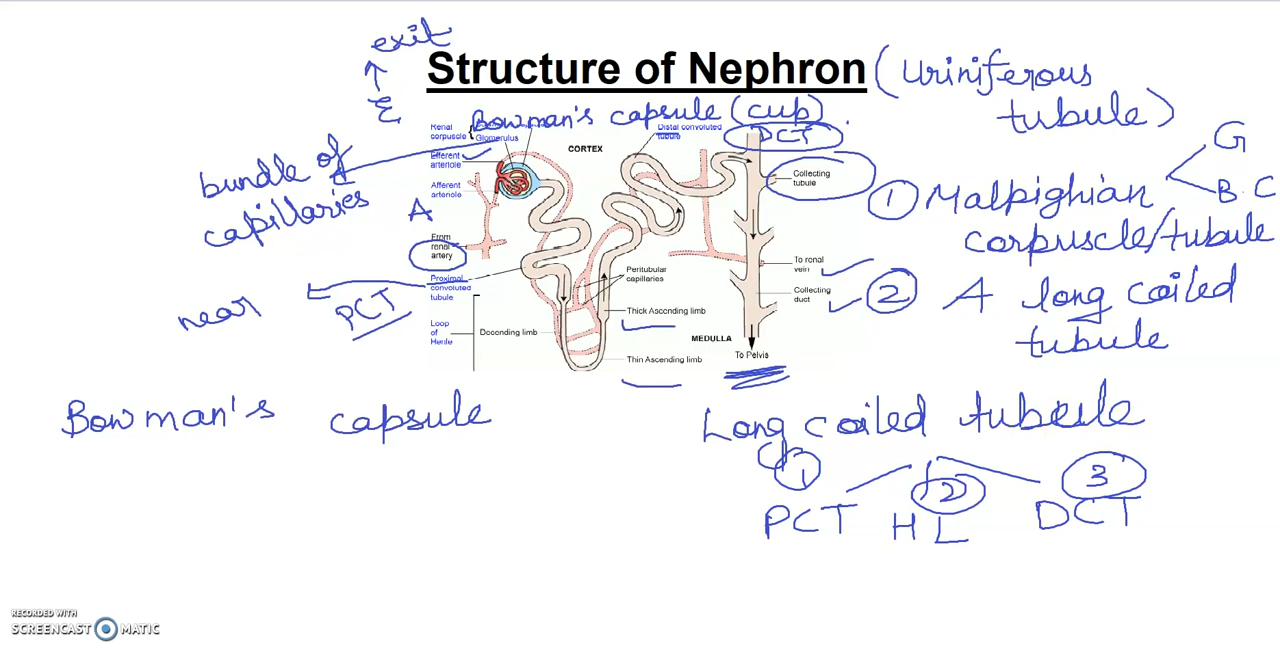 exit
Structure of Nephron (Uriniferous
tubule)
E
Bowman's capsule (cup)
Renal
corpuscle
Glomerulus
Distal convoluted
tubule
DCT
CORTEX
Efferent
arteriole
Afferent
arteriole
bundle of
capillaries
A
From
renal
artery
Collecting
tubule
G
B.C
1 Malpighian
corpuscle/tubule
To renal
vein
Peritubular
capillaries
Collecting
duct
2 A long coiled
tubule
Proximal
convoluted
tubule
near PCT
Loop
of
Henle
Descending limb
Thick Ascending limb
MEDULLA
To Pelvis
Thin Ascending limb
Bowman's capsule
Long coiled tubule
1 2 3
PCT HL DCT
RECORDED WITH
SCREENCAST MATIC